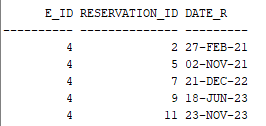 E_ID RESERVATION_ID DATE_R
---------- -------------- ---------
4 2 27-FEB-21
4 5 02-NOV-21
4 7 21-DEC-22
4 9 18-JUN-23
4 11 23-NOV-23